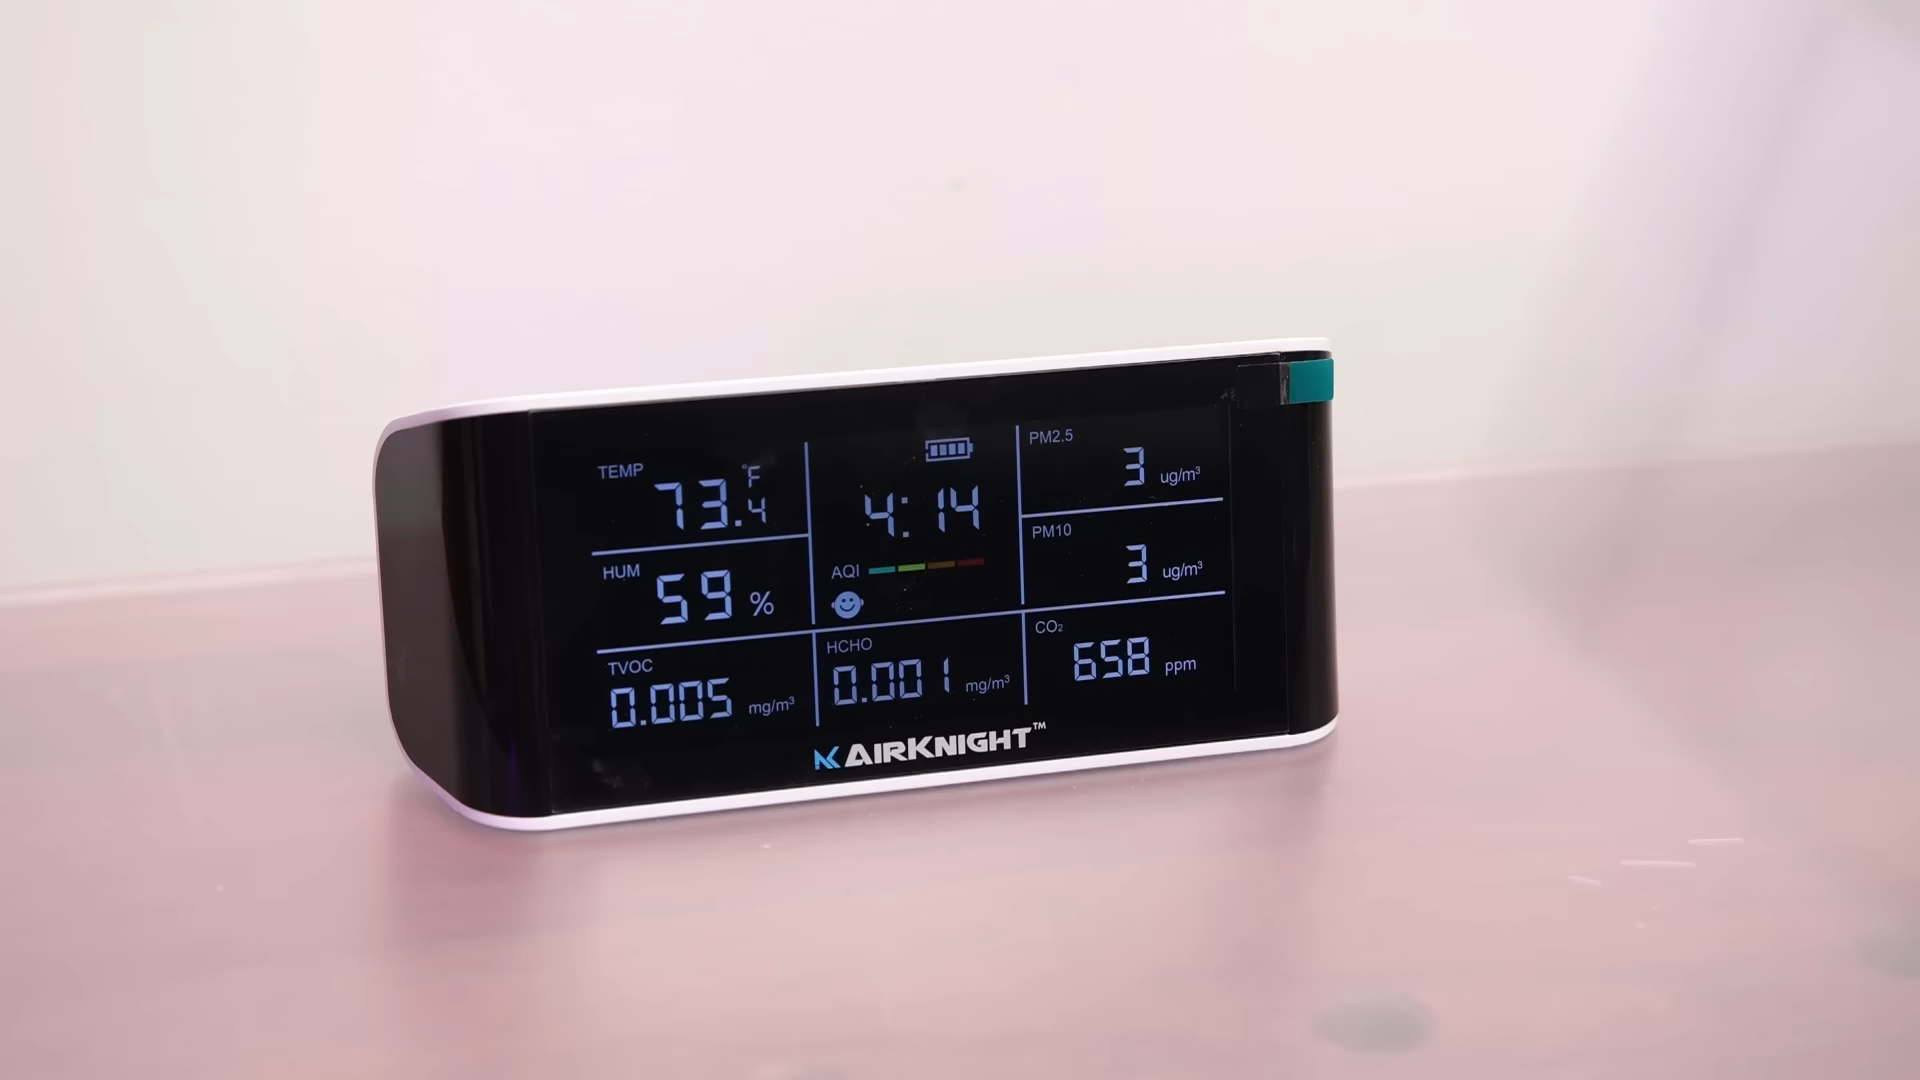 TEMP
73.4 °F
HUM
59 %
TVOC
0.005 mg/m³
4:14
AQI
HCHO
0.001 mg/m³
PM2.5
3 ug/m³
PM10
3 ug/m³
CO₂
658 ppm
AIRKNIGHT™